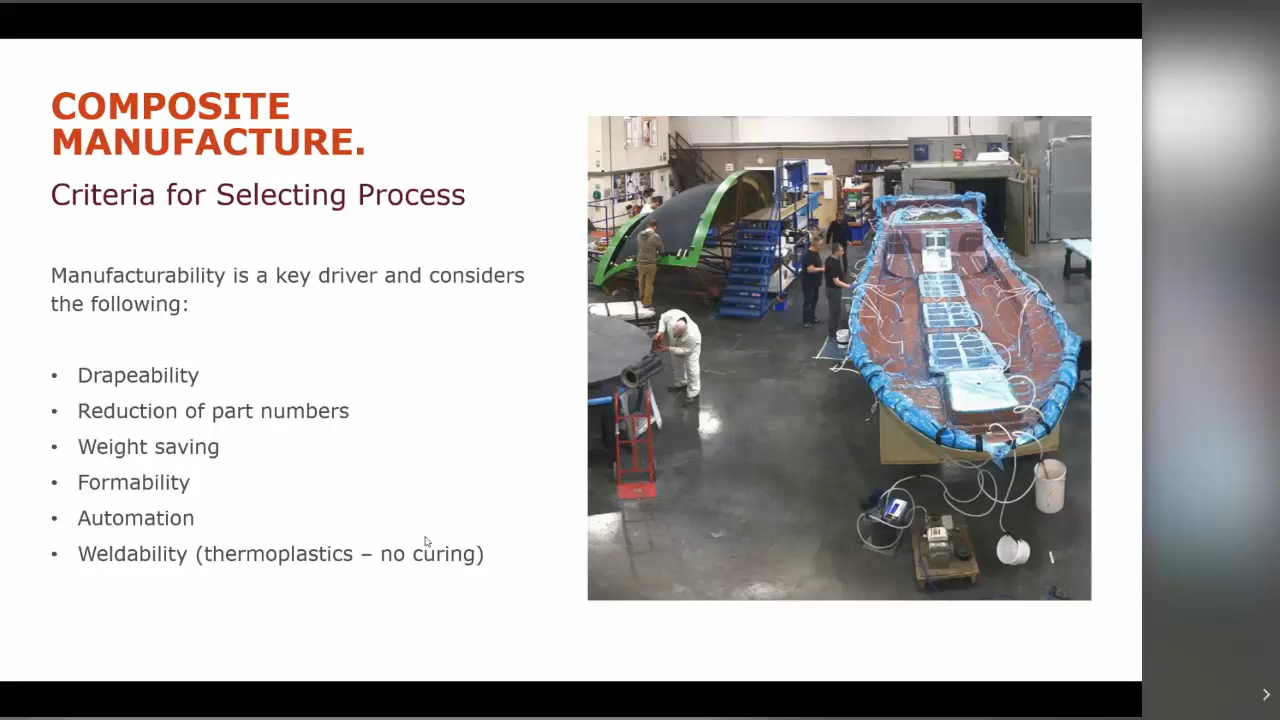 COMPOSITE
MANUFACTURE.
Criteria for Selecting Process
Manufacturability is a key driver and considers
the following:
• Drapeability
• Reduction of part numbers
• Weight saving
• Formability
• Automation
• Weldability (thermoplastics – no curing)